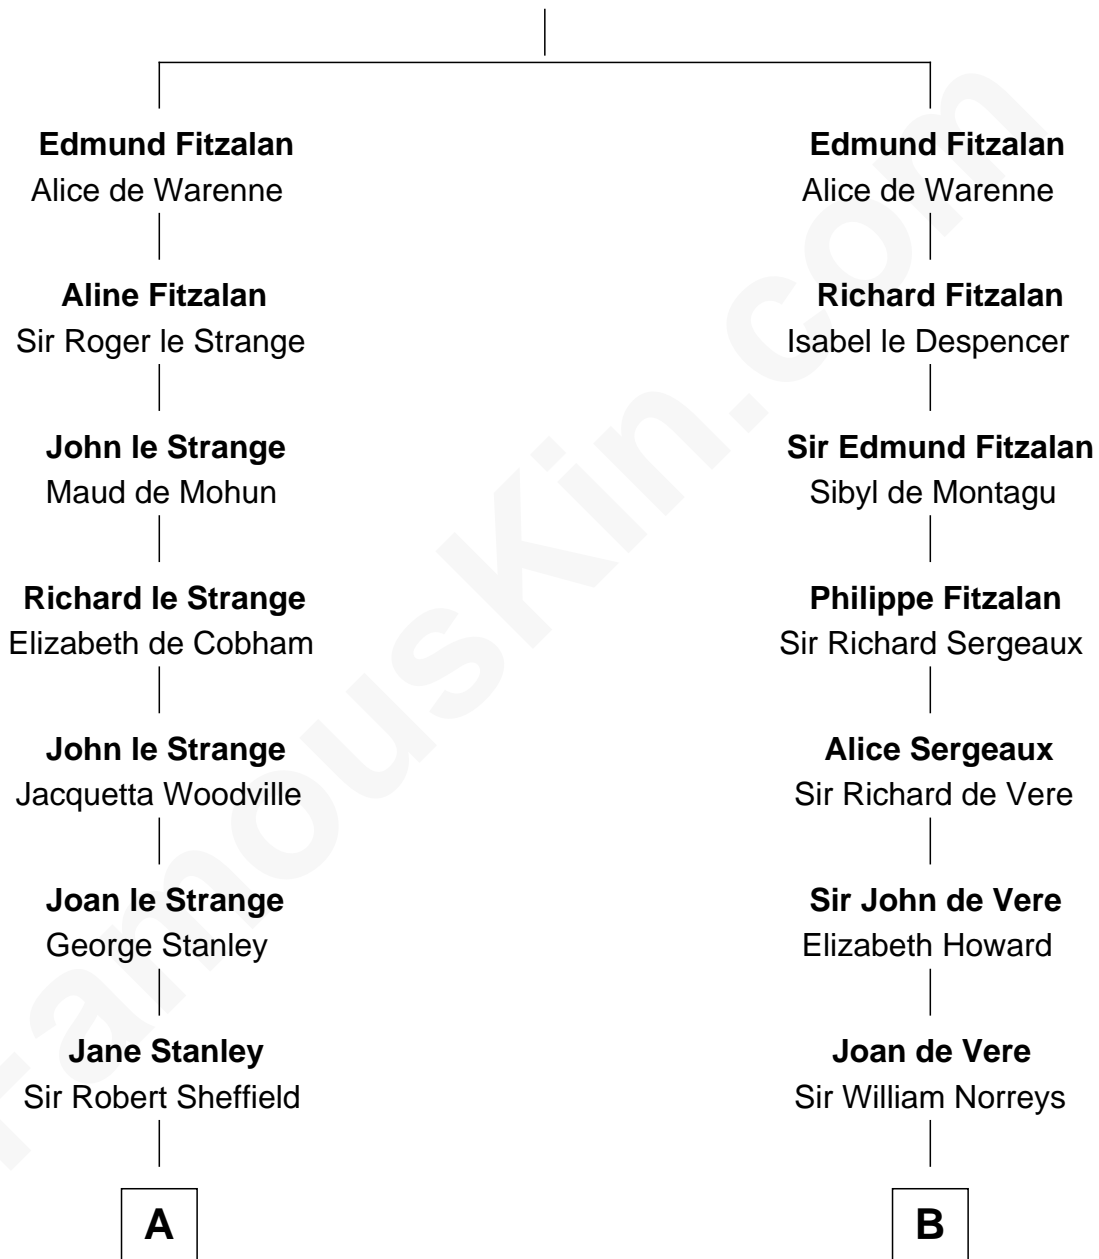 Edmund Fitzalan
Alice de Warenne
Aline Fitzalan
Sir Roger le Strange
John le Strange
Maud de Mohun
Richard le Strange
Elizabeth de Cobham
John le Strange
Jacquetta Woodville
Joan le Strange
George Stanley
Jane Stanley
Sir Robert Sheffield
A
Edmund Fitzalan
Alice de Warenne
Richard Fitzalan
Isabel le Despencer
Sir Edmund Fitzalan
Sibyl de Montagu
Philippe Fitzalan
Sir Richard Sergeaux
Alice Sergeaux
Sir Richard de Vere
Sir John de Vere
Elizabeth Howard
Joan de Vere
Sir William Norreys
B
FamousKin.com